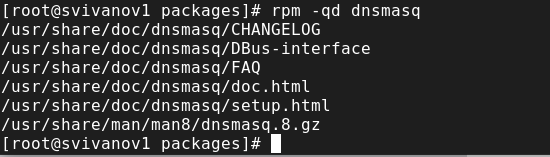 [root@svivanov1 packages]# rpm -qd dnsmasq
/usr/share/doc/dnsmasq/CHANGELOG
/usr/share/doc/dnsmasq/DBus-interface
/usr/share/doc/dnsmasq/FAQ
/usr/share/doc/dnsmasq/doc.html
/usr/share/doc/dnsmasq/setup.html
/usr/share/man/man8/dnsmasq.8.gz
[root@svivanov1 packages]#